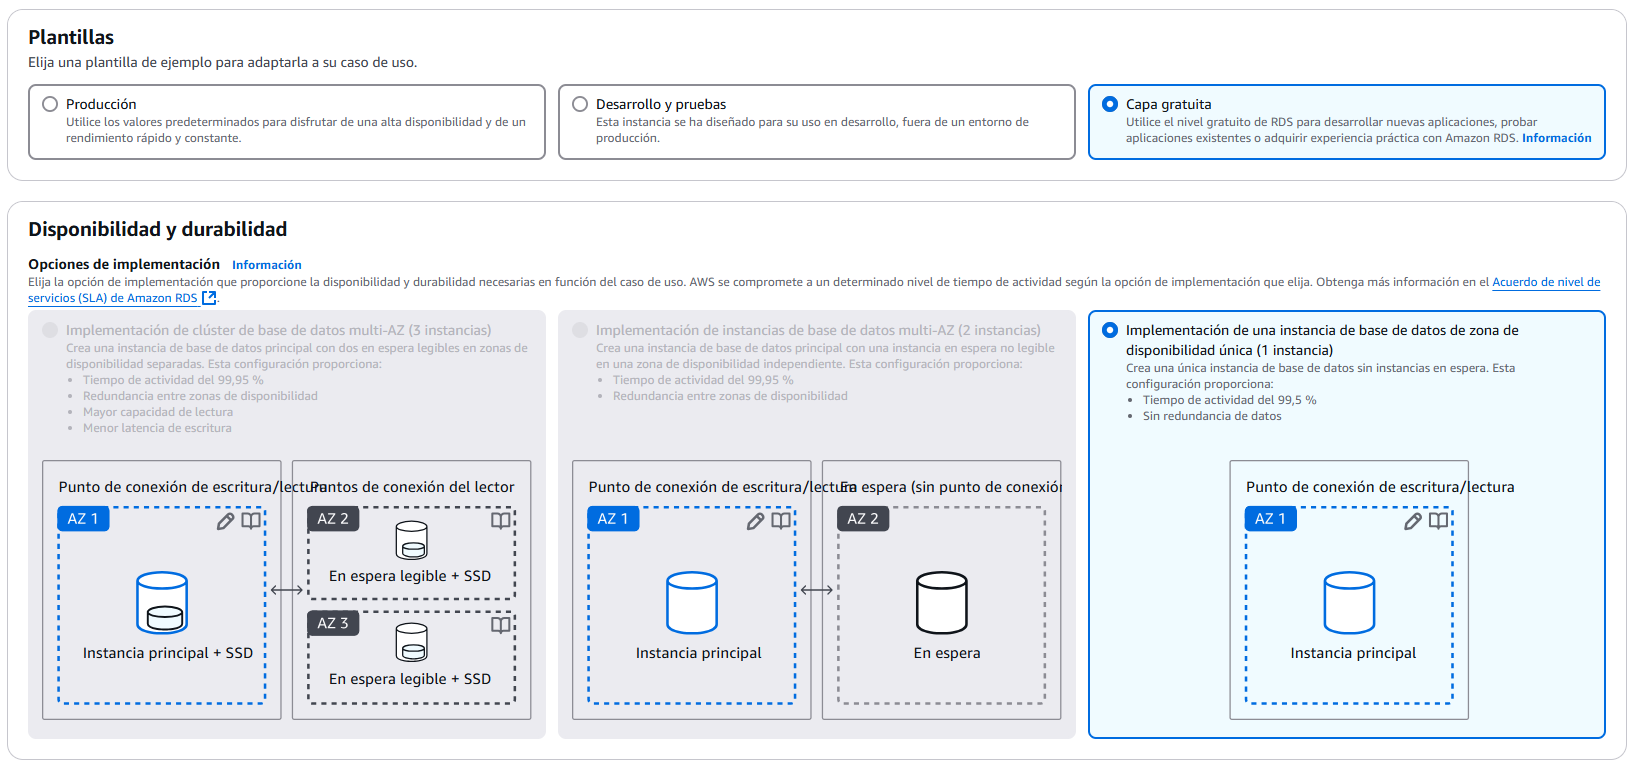 Plantillas
Elija una plantilla de ejemplo para adaptarla a su caso de uso.
Producción
Utilice los valores predeterminados para disfrutar de una alta disponibilidad y de un
rendimiento rápido y constante.
Desarrollo y pruebas
Esta instancia se ha diseñado para su uso en desarrollo, fuera de un entorno de
producción.
Capa gratuita
Utilice el nivel gratuito de RDS para desarrollar nuevas aplicaciones, probar
aplicaciones existentes o adquirir experiencia práctica con Amazon RDS. Información
Disponibilidad y durabilidad
Opciones de implementación Información
Elija la opción de implementación que proporcione la disponibilidad y durabilidad necesarias en función del caso de uso. AWS se compromete a un determinado nivel de tiempo de actividad según la opción de implementación que elija. Obtenga más información en el Acuerdo de nivel de
servicios (SLA) de Amazon RDS.
Implementación de clúster de base de datos multi-AZ (3 instancias)
Crea una instancia de base de datos principal con dos en espera legibles en zonas de
disponibilidad separadas. Esta configuración proporciona:
• Tiempo de actividad del 99,95 %
• Redundancia entre zonas de disponibilidad
• Mayor capacidad de lectura
• Menor latencia de escritura
Punto de conexión de escritura/lectura
Puntos de conexión del lector
AZ 1
AZ 2
En espera legible + SSD
AZ 3
Instancia principal + SSD
En espera legible + SSD
Implementación de instancias de base de datos multi-AZ (2 instancias)
Crea una instancia de base de datos principal con una instancia en espera no legible
en una zona de disponibilidad independiente. Esta configuración proporciona:
• Tiempo de actividad del 99,95 %
• Redundancia entre zonas de disponibilidad
Punto de conexión de escritura/lectura
En espera (sin punto de conexión
AZ 1
AZ 2
Instancia principal
En espera
Implementación de una instancia de base de datos de zona de
disponibilidad única (1 instancia)
Crea una única instancia de base de datos sin instancias en espera. Esta
configuración proporciona:
• Tiempo de actividad del 99,5 %
• Sin redundancia de datos
Punto de conexión de escritura/lectura
AZ 1
Instancia principal